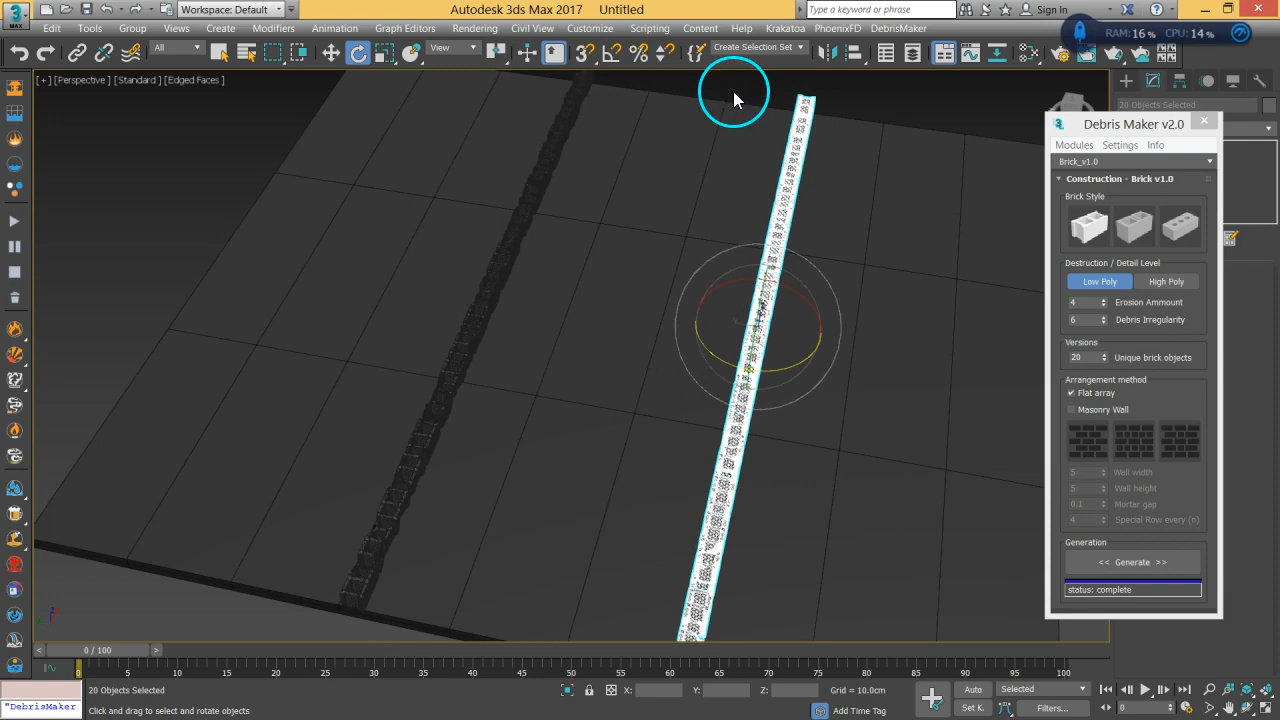 Autodesk 3ds Max 2017 Untitled
Workspace: Default
Type a keyword or phrase
Sign In
MAX
Edit Tools Group Views Create Modifiers Animation Graph Editors Rendering Civil View Customize Scripting Content Help Krakatoa PhoenixFD DebrisMaker
RAM: 16 % CPU: 14 %
All
View
Create Selection Set
[+] [Perspective] [Standard] [Edged Faces]
20 Objects Selected
Debris Maker v2.0
Modules Settings Info
Brick_v1.0
Construction - Brick v1.0
Brick Style
Destruction / Detail Level
Low Poly High Poly
4 Erosion Ammount
6 Debris Irregularity
Versions
20 Unique brick objects
Arrangement method
Flat array
Masonry Wall
5 Wall width
5 Wall height
0.1 Mortar gap
4 Special Row every (n)
Generation
<< Generate >>
status: complete
0 / 100
0 5 10 15 20 25 30 35 40 45 50 55 60 65 70 75 80 85 90 95 100
20 Objects Selected
X: Y: Z: Grid = 10.0cm
Auto Selected
"DebrisMaker
Click and drag to select and rotate objects
Add Time Tag
Set K. Filters...
0